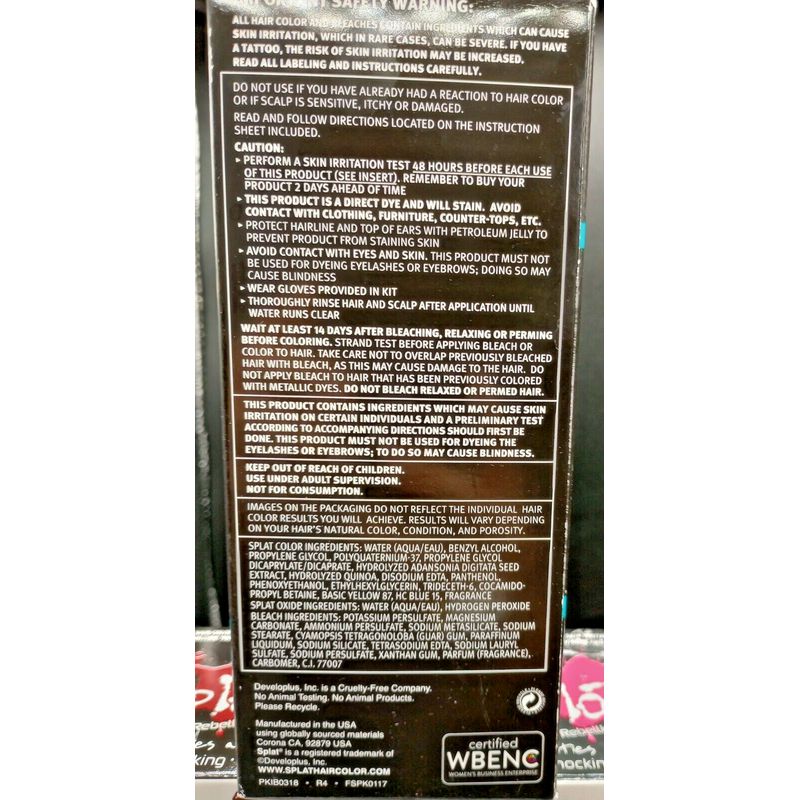 SAFETY WARNING:
ALL HAIR COLOR AND BLEACHES CONTAIN INGREDIENTS WHICH CAN CAUSE
SKIN IRRITATION, WHICH IN RARE CASES, CAN BE SEVERE. IF YOU HAVE
A TATTOO, THE RISK OF SKIN IRRITATION MAY BE INCREASED.
READ ALL LABELING AND INSTRUCTIONS CAREFULLY.
DO NOT USE IF YOU HAVE ALREADY HAD A REACTION TO HAIR COLOR
OR IF SCALP IS SENSITIVE, ITCHY OR DAMAGED.
READ AND FOLLOW DIRECTIONS LOCATED ON THE INSTRUCTION
SHEET INCLUDED.
CAUTION:
▸ PERFORM A SKIN IRRITATION TEST 48 HOURS BEFORE EACH USE
OF THIS PRODUCT (SEE INSERT). REMEMBER TO BUY YOUR
PRODUCT 2 DAYS AHEAD OF TIME
▸ THIS PRODUCT IS A DIRECT DYE AND WILL STAIN. AVOID
CONTACT WITH CLOTHING, FURNITURE, COUNTER-TOPS, ETC.
▸ PROTECT HAIRLINE AND TOP OF EARS WITH PETROLEUM JELLY TO
PREVENT PRODUCT FROM STAINING SKIN
▸ AVOID CONTACT WITH EYES AND SKIN. THIS PRODUCT MUST NOT
BE USED FOR DYEING EYELASHES OR EYEBROWS; DOING SO MAY
CAUSE BLINDNESS
▸ WEAR GLOVES PROVIDED IN KIT
▸ THOROUGHLY RINSE HAIR AND SCALP AFTER APPLICATION UNTIL
WATER RUNS CLEAR
WAIT AT LEAST 14 DAYS AFTER BLEACHING, RELAXING OR PERMING
BEFORE COLORING. STRAND TEST BEFORE APPLYING BLEACH OR
COLOR TO HAIR. TAKE CARE NOT TO OVERLAP PREVIOUSLY BLEACHED
HAIR WITH BLEACH, AS THIS MAY CAUSE DAMAGE TO THE HAIR. DO
NOT APPLY BLEACH TO HAIR THAT HAS BEEN PREVIOUSLY COLORED
WITH METALLIC DYES. DO NOT BLEACH RELAXED OR PERMED HAIR.
THIS PRODUCT CONTAINS INGREDIENTS WHICH MAY CAUSE SKIN
IRRITATION ON CERTAIN INDIVIDUALS AND A PRELIMINARY TEST
ACCORDING TO ACCOMPANYING DIRECTIONS SHOULD FIRST BE
DONE. THIS PRODUCT MUST NOT BE USED FOR DYEING THE
EYELASHES OR EYEBROWS; TO DO SO MAY CAUSE BLINDNESS.
KEEP OUT OF REACH OF CHILDREN.
USE UNDER ADULT SUPERVISION.
NOT FOR CONSUMPTION.
IMAGES ON THE PACKAGING DO NOT REFLECT THE INDIVIDUAL HAIR
COLOR RESULTS YOU WILL ACHIEVE. RESULTS WILL VARY DEPENDING
ON YOUR HAIR'S NATURAL COLOR, CONDITION, AND POROSITY.
SPLAT COLOR INGREDIENTS: WATER (AQUA/EAU), BENZYL ALCOHOL,
PROPYLENE GLYCOL, POLYQUATERNIUM-37, PROPYLENE GLYCOL
DICAPRYLATE/DICAPRATE, HYDROLYZED ADANSONIA DIGITATA SEED
EXTRACT, HYDROLYZED QUINOA, DISODIUM EDTA, PANTHENOL,
PHENOXYETHANOL, ETHYLHEXYLGLYCERIN, TRIDECETH-6, COCAMIDO-
PROPYL BETAINE, BASIC YELLOW 87, HC BLUE 15, FRAGRANCE
SPLAT OXIDE INGREDIENTS: WATER (AQUA/EAU), HYDROGEN PEROXIDE
BLEACH INGREDIENTS: POTASSIUM PERSULFATE, MAGNESIUM
CARBONATE, AMMONIUM PERSULFATE, SODIUM METASILICATE, SODIUM
STEARATE, CYAMOPSIS TETRAGONOLOBA (GUAR) GUM, PARAFFINUM
LIQUIDUM, SODIUM SILICATE, TETRASODIUM EDTA, SODIUM LAURYL
SULFATE, SODIUM PERSULFATE, XANTHAN GUM, PARFUM (FRAGRANCE),
CARBOMER, C.I. 77007
Developlus, Inc. is a Cruelty-Free Company.
No Animal Testing. No Animal Products.
Please Recycle.
Manufactured in the USA
using globally sourced materials
Corona CA, 92879 USA
Splat® is a registered trademark of
©Developlus, Inc.
WWW.SPLATHAIRCOLOR.COM
PKIB0318 • R4 • FSPK0117
certified
WBENC
WOMEN'S BUSINESS ENTERPRISE
Rebelli
king
Rebelli
hockin